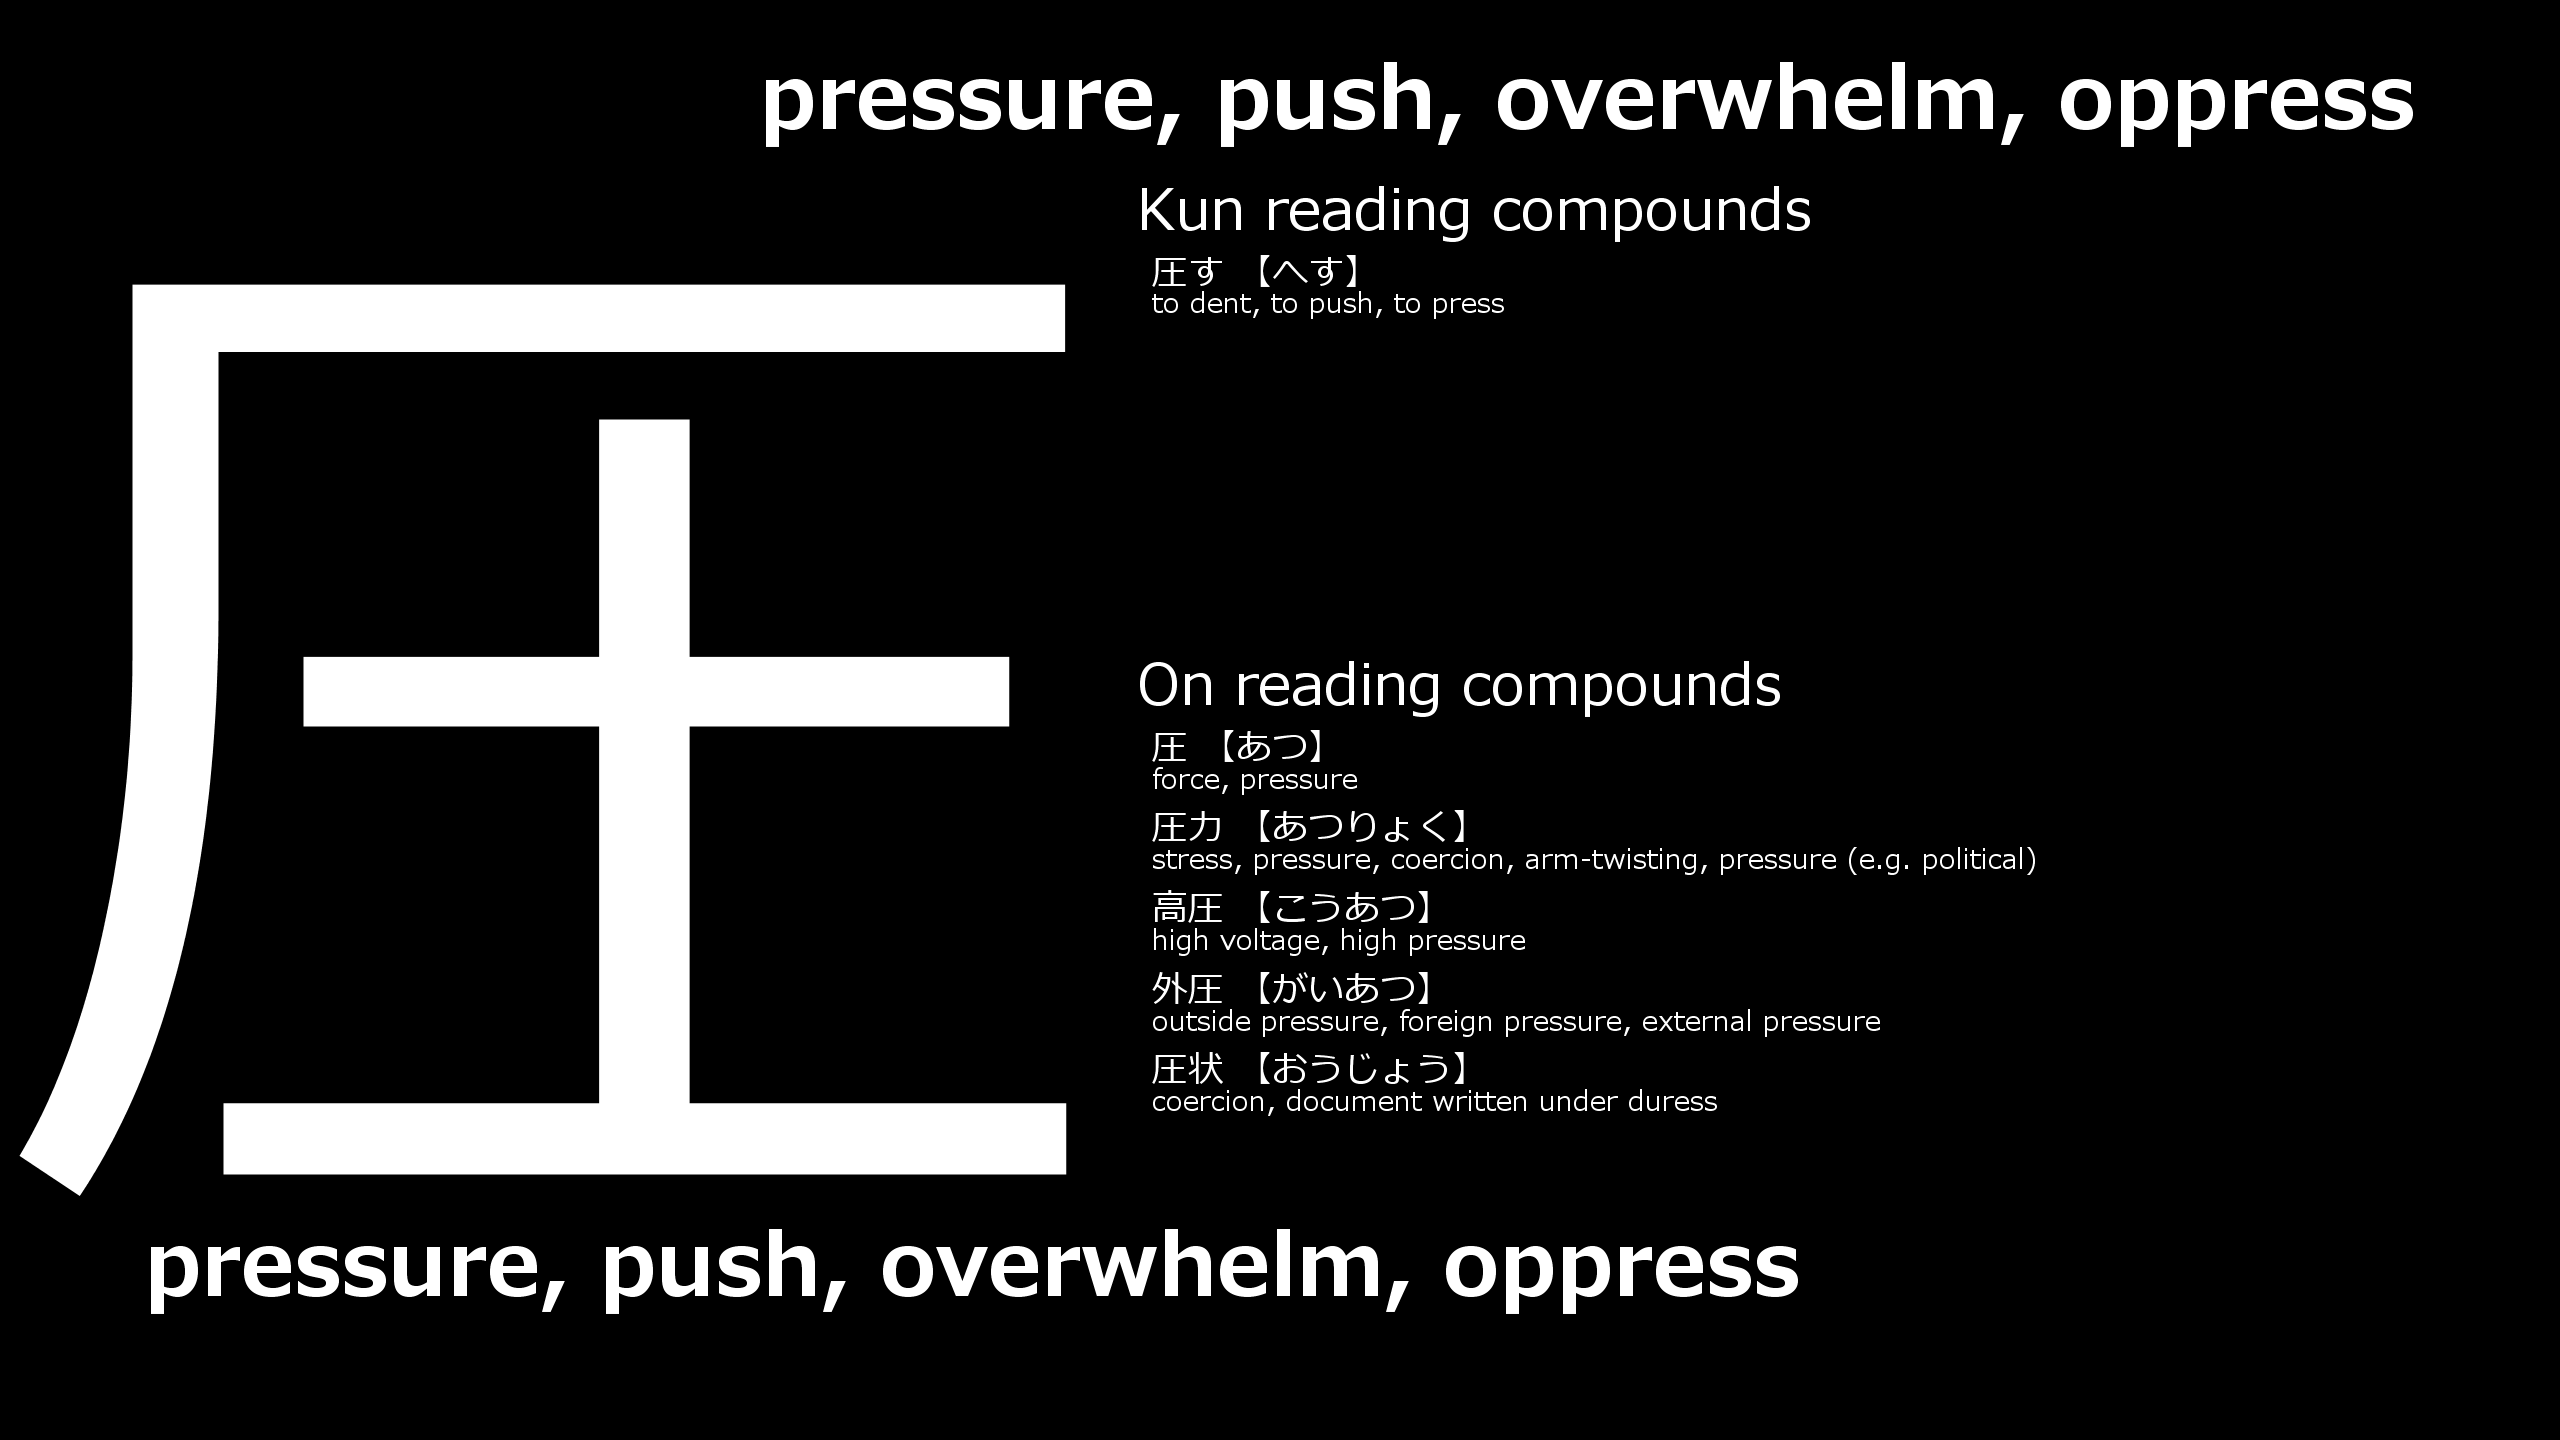 pressure, push, overwhelm, oppress
圧
Kun reading compounds
圧す 【へす】
to dent, to push, to press
On reading compounds
圧 【あつ】
force, pressure
圧力 【あつりょく】
stress, pressure, coercion, arm-twisting, pressure (e.g. political)
高圧 【こうあつ】
high voltage, high pressure
外圧 【がいあつ】
outside pressure, foreign pressure, external pressure
圧状 【おうじょう】
coercion, document written under duress
pressure, push, overwhelm, oppress